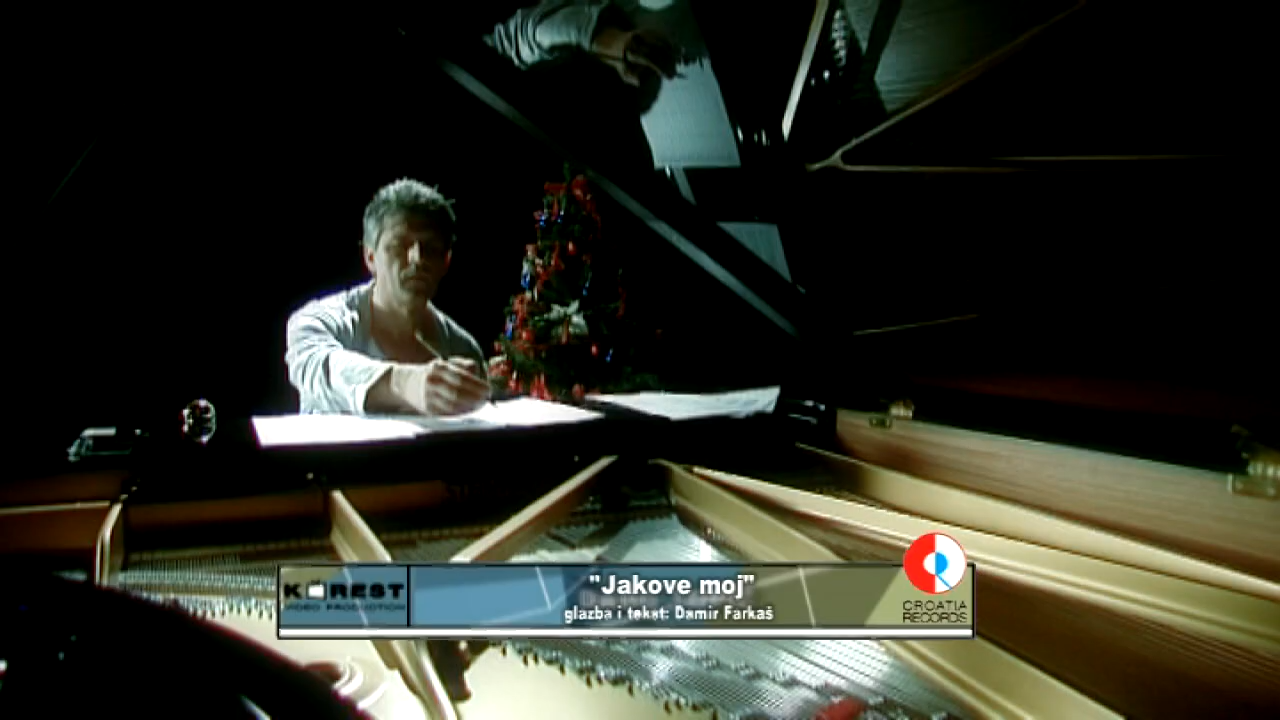 KOREST
VIDEO PRODUCTION
"Jakove moj"
glazba i tekst: Damir Farkaš
CROATIA
RECORDS